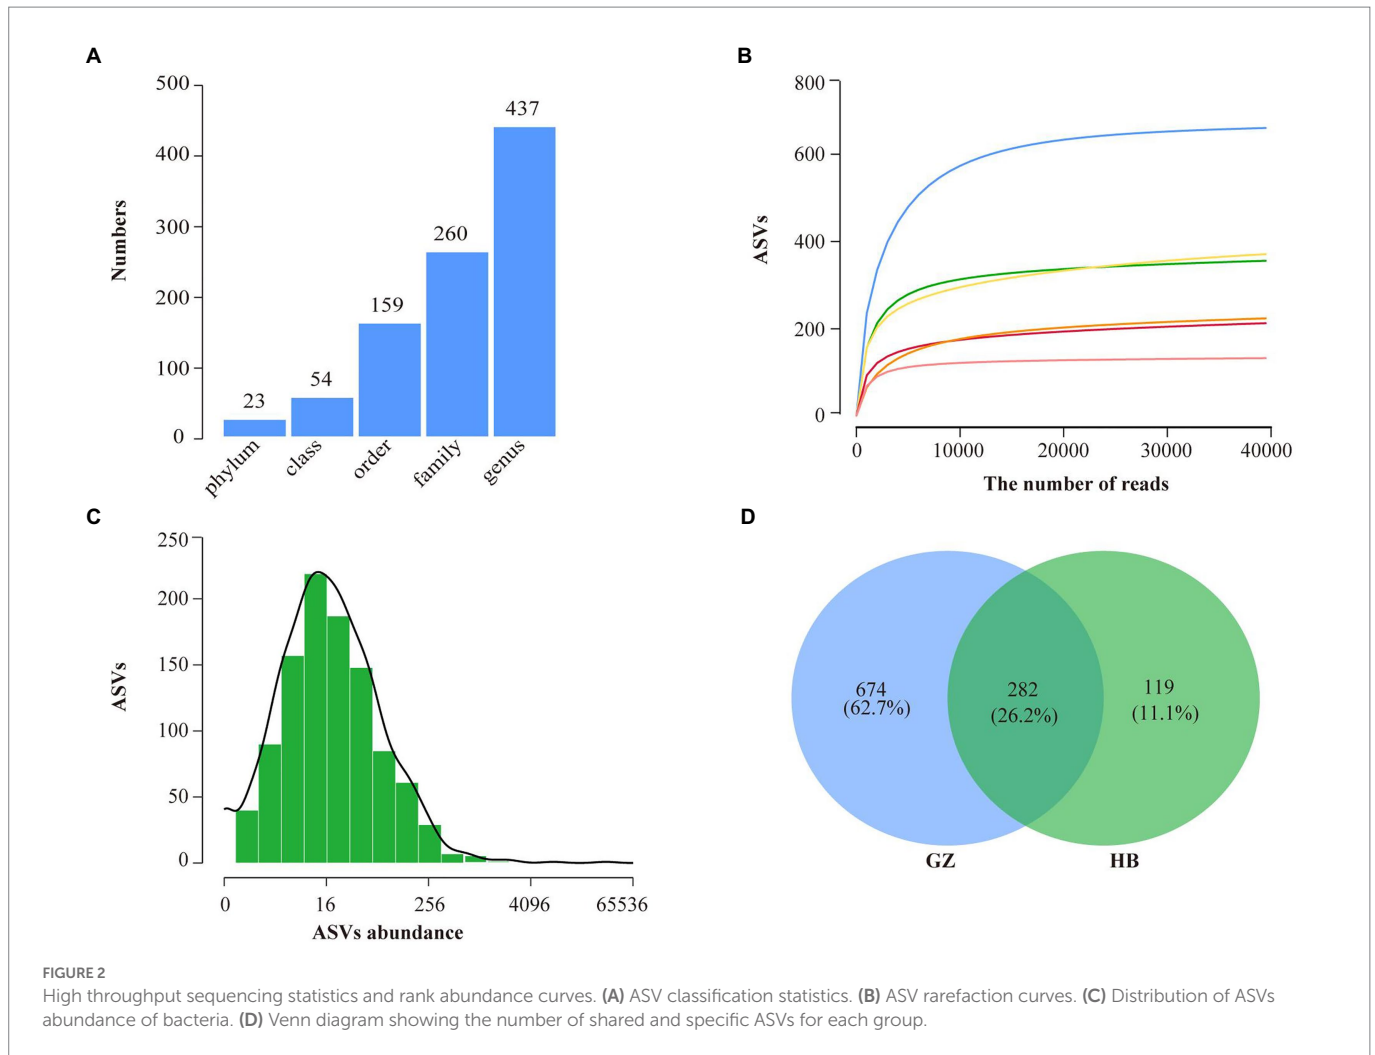 A
500
400
300
200
100
0
Numbers
23
54
159
260
437
phylum
class
order
family
genus
B
800
600
400
200
0
ASVs
0 10000 20000 30000 40000
The number of reads
C
250
200
150
100
50
0
ASVs
0 16 256 4096 65536
ASVs abundance
D
674
(62.7%)
282
(26.2%)
119
(11.1%)
GZ HB
FIGURE 2
High throughput sequencing statistics and rank abundance curves. (A) ASV classification statistics. (B) ASV rarefaction curves. (C) Distribution of ASVs
abundance of bacteria. (D) Venn diagram showing the number of shared and specific ASVs for each group.